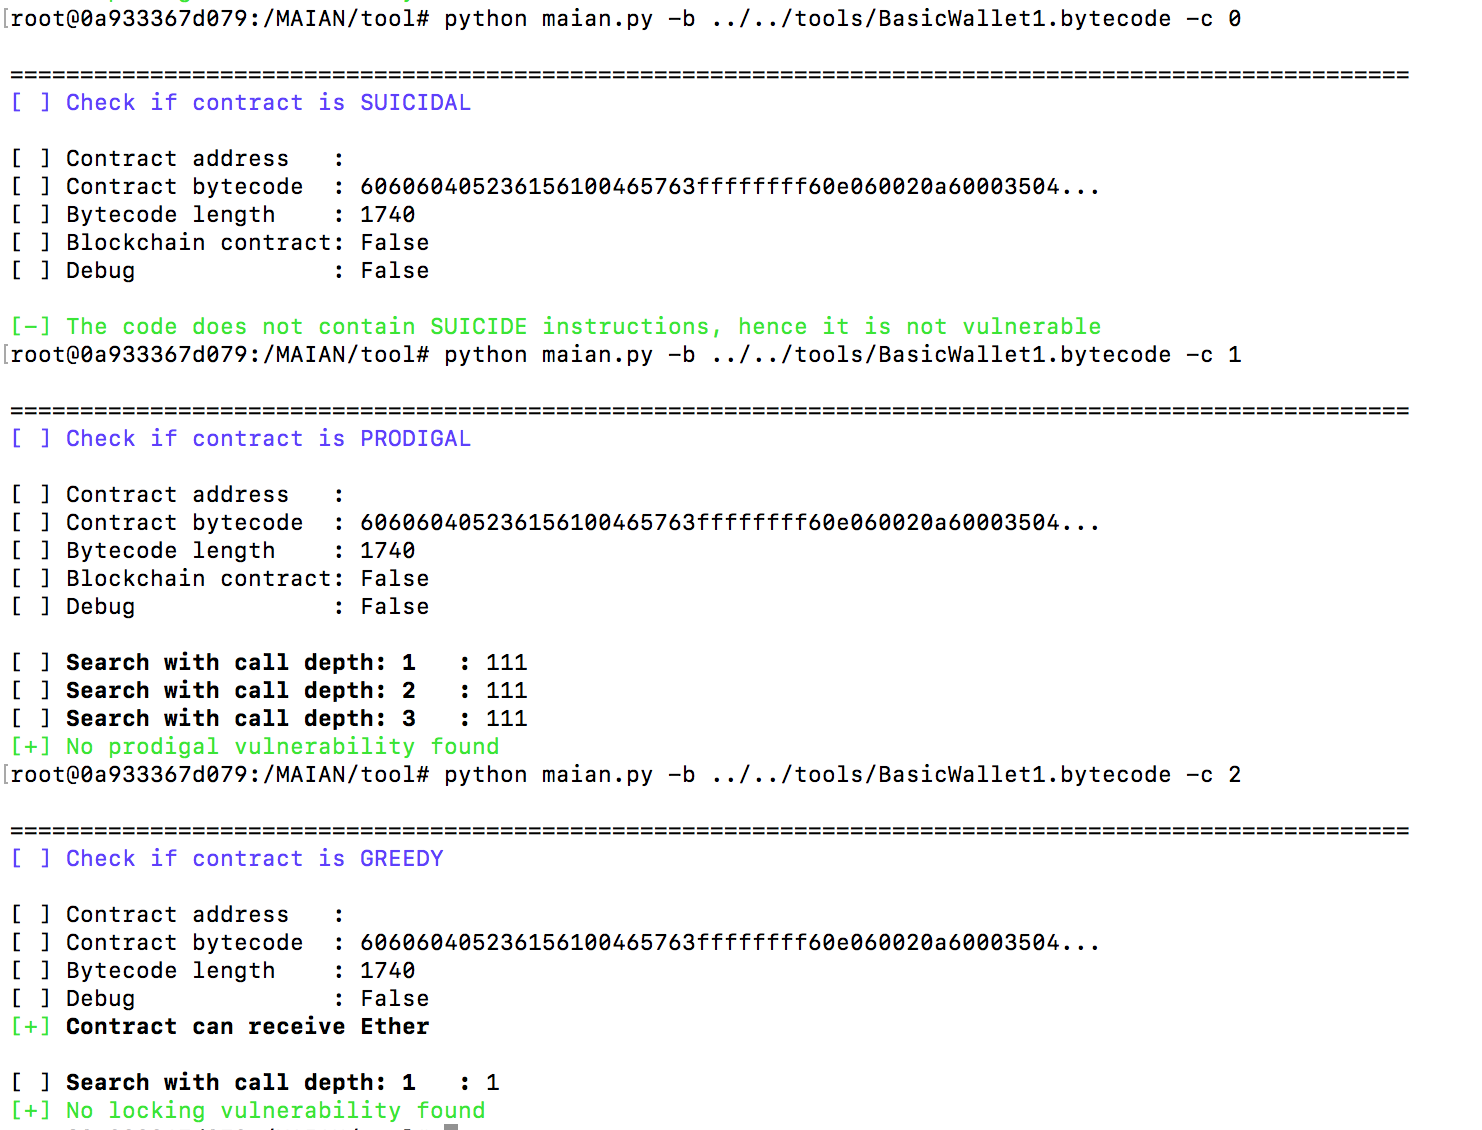 root@0a933367d079:/MAIAN/tool# python maian.py -b ../../tools/BasicWallet1.bytecode -c 0
====================================================================================================
[ ] Check if contract is SUICIDAL
[ ] Contract address   :
[ ] Contract bytecode  : 606060405236156100465763ffffffff60e060020a60003504...
[ ] Bytecode length    : 1740
[ ] Blockchain contract: False
[ ] Debug              : False
[-] The code does not contain SUICIDE instructions, hence it is not vulnerable
root@0a933367d079:/MAIAN/tool# python maian.py -b ../../tools/BasicWallet1.bytecode -c 1
====================================================================================================
[ ] Check if contract is PRODIGAL
[ ] Contract address   :
[ ] Contract bytecode  : 606060405236156100465763ffffffff60e060020a60003504...
[ ] Bytecode length    : 1740
[ ] Blockchain contract: False
[ ] Debug              : False
[ ] Search with call depth: 1   : 111
[ ] Search with call depth: 2   : 111
[ ] Search with call depth: 3   : 111
[+] No prodigal vulnerability found
root@0a933367d079:/MAIAN/tool# python maian.py -b ../../tools/BasicWallet1.bytecode -c 2
====================================================================================================
[ ] Check if contract is GREEDY
[ ] Contract address   :
[ ] Contract bytecode  : 606060405236156100465763ffffffff60e060020a60003504...
[ ] Bytecode length    : 1740
[ ] Debug              : False
[+] Contract can receive Ether
[ ] Search with call depth: 1   : 1
[+] No locking vulnerability found